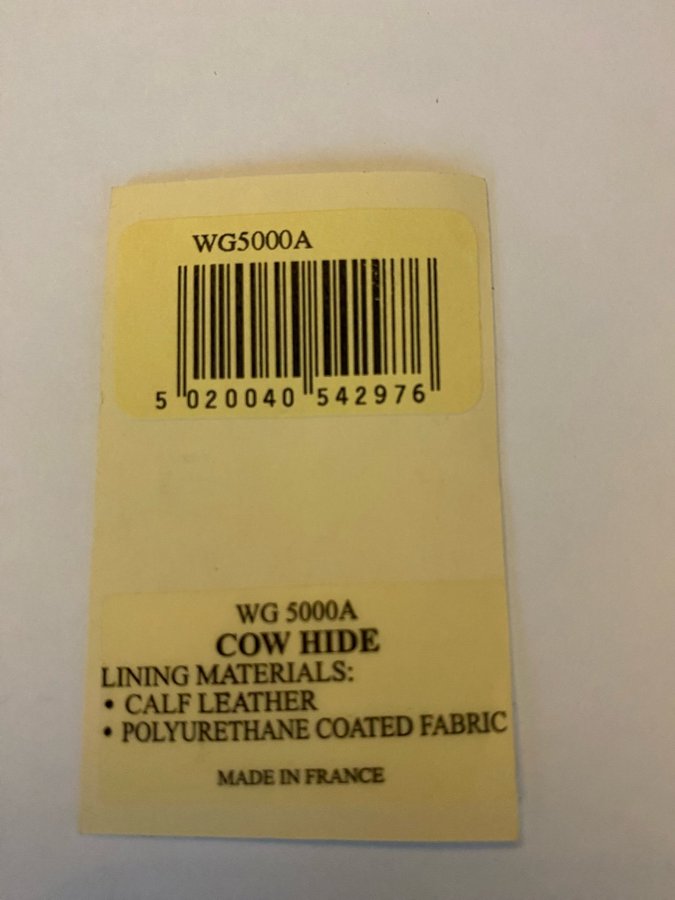 WG5000A
5 020040 542976
WG 5000A
COW HIDE
LINING MATERIALS:
• CALF LEATHER
• POLYURETHANE COATED FABRIC
MADE IN FRANCE